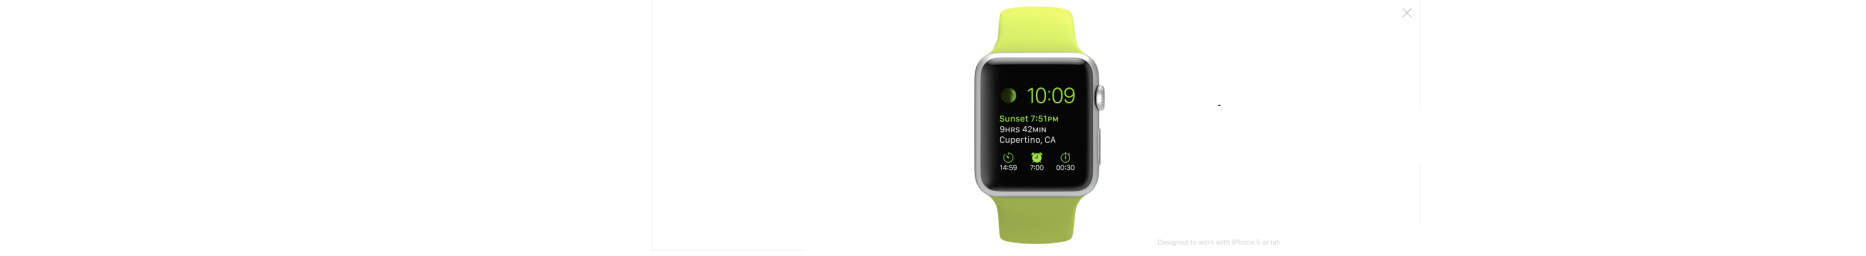 10:09
Sunset 7:51PM
9HRS 42MIN
Cupertino, CA
14:59 7:00 00:30
Designed to work with iPhone 5 or lat